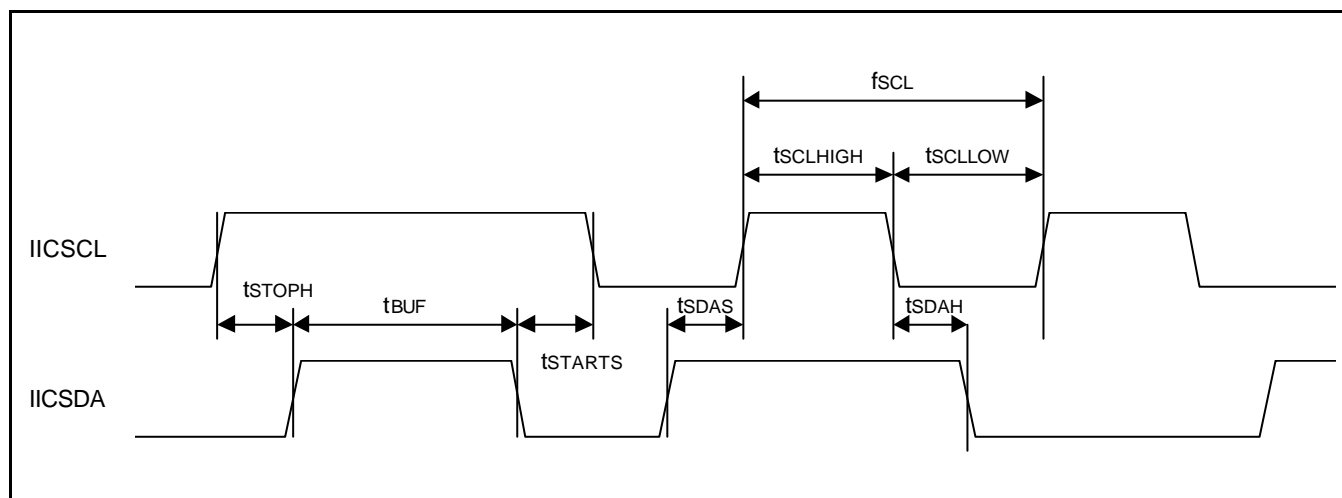 fSCL
tSCLHIGH
tSCLLOW
IICSCL
tSTOPH
tBUF
tSDAS
tSDAH
tSTARTS
IICSDA